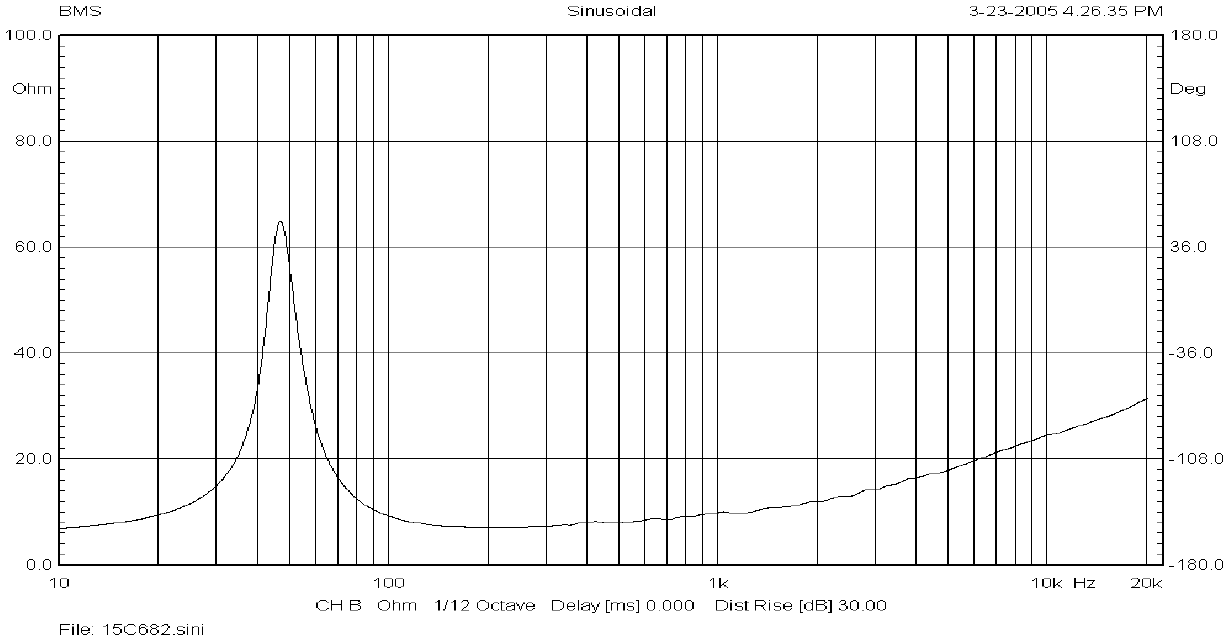 BMS Sinusoidal 3-23-2005 4.26.35 PM
100.0 180.0
Ohm Deg
80.0 108.0
60.0 36.0
40.0 -36.0
20.0 -108.0
0.0 -180.0
10 100 1k 10k Hz 20k
CH B Ohm 1/12 Octave Delay [ms] 0.000 Dist Rise [dB] 30.00
File: 15C682.sini